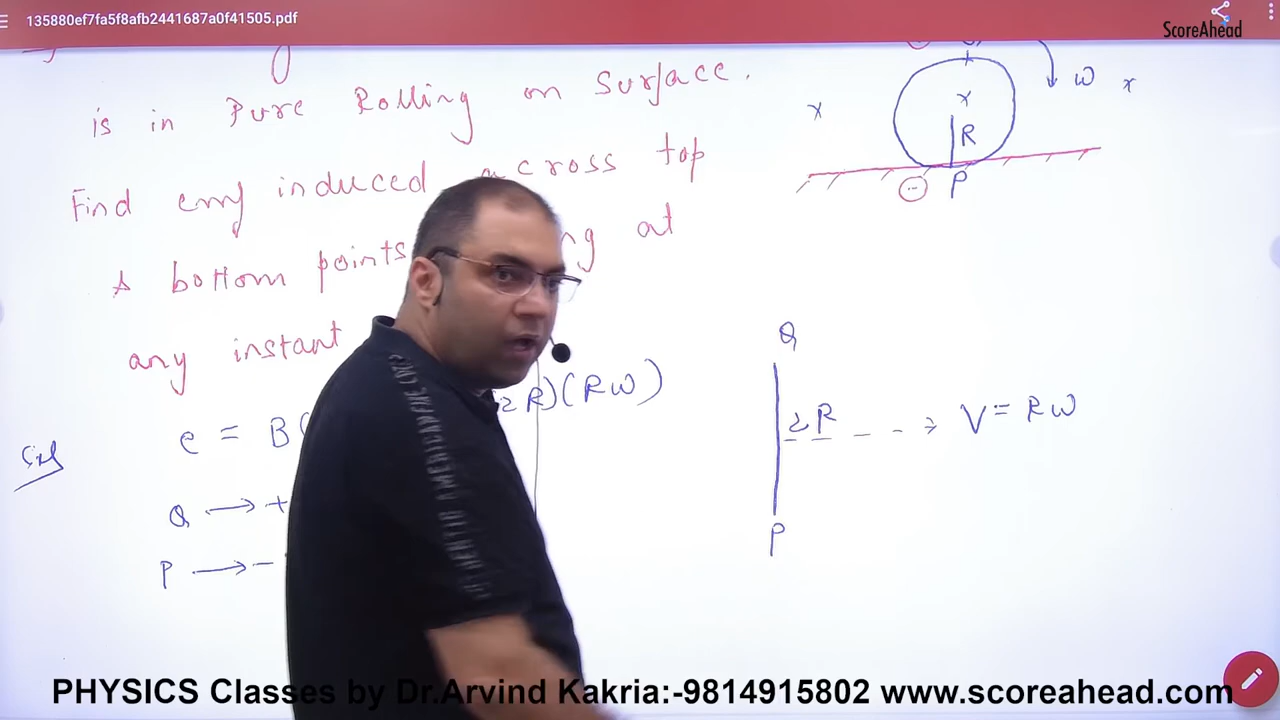 135880ef7fa5f8afb2441687a0f41505.pdf
ScoreAhead
is in Pure Rolling on Surface.
Find emf induced across top
& bottom points at
any instant
Sol
e = B( 2R)(Rω)
Q → +
P → -
x
x
ω
x
R
-
P
Q
2R
V = Rω
P
PHYSICS Classes by Dr.Arvind Kakria:-9814915802 www.scoreahead.com